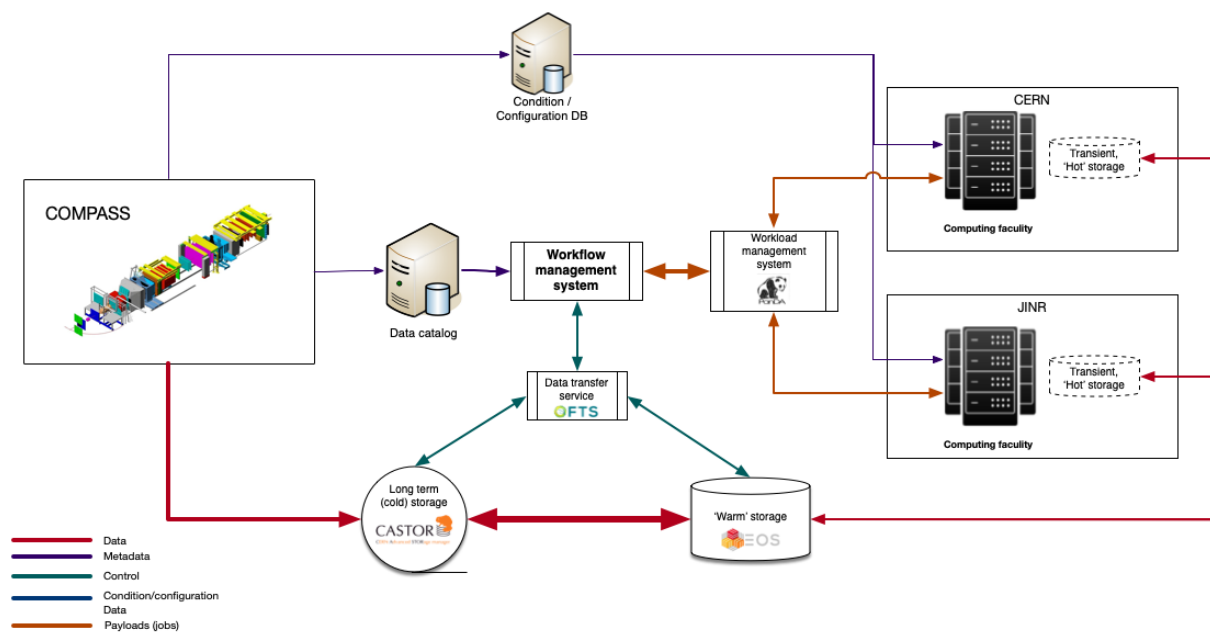 Condition /
Configuration DB
CERN
Transient,
'Hot' storage
Computing faculity
COMPASS
Data catalog
Workflow
management
system
Workload
management
system
PanDA
JINR
Transient,
'Hot' storage
Computing faculity
Data transfer
service
FTS
Long term
(cold) storage
CASTOR
'Warm' storage
EOS
Data
Metadata
Control
Condition/configuration
Data
Payloads (jobs)